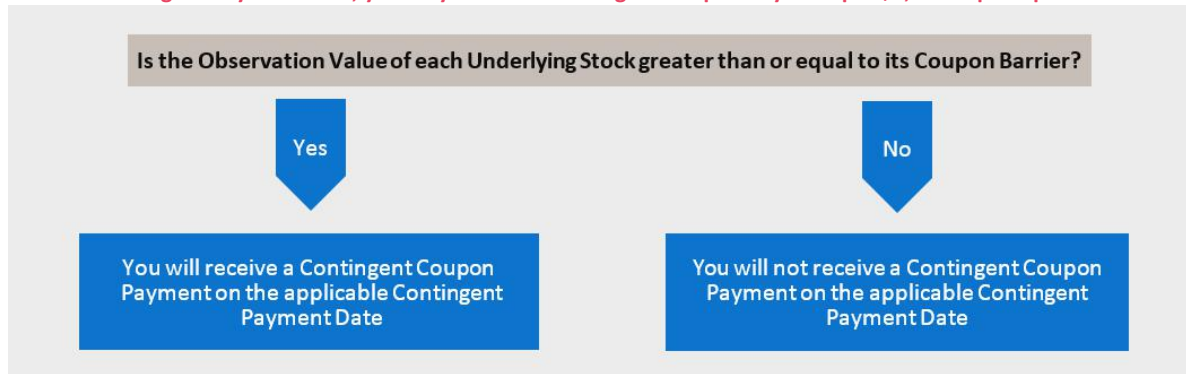 Is the Observation Value of each Underlying Stock greater than or equal to its Coupon Barrier?
Yes
No
You will receive a Contingent Coupon
Payment on the applicable Contingent
Payment Date
You will not receive a Contingent Coupon
Payment on the applicable Contingent
Payment Date